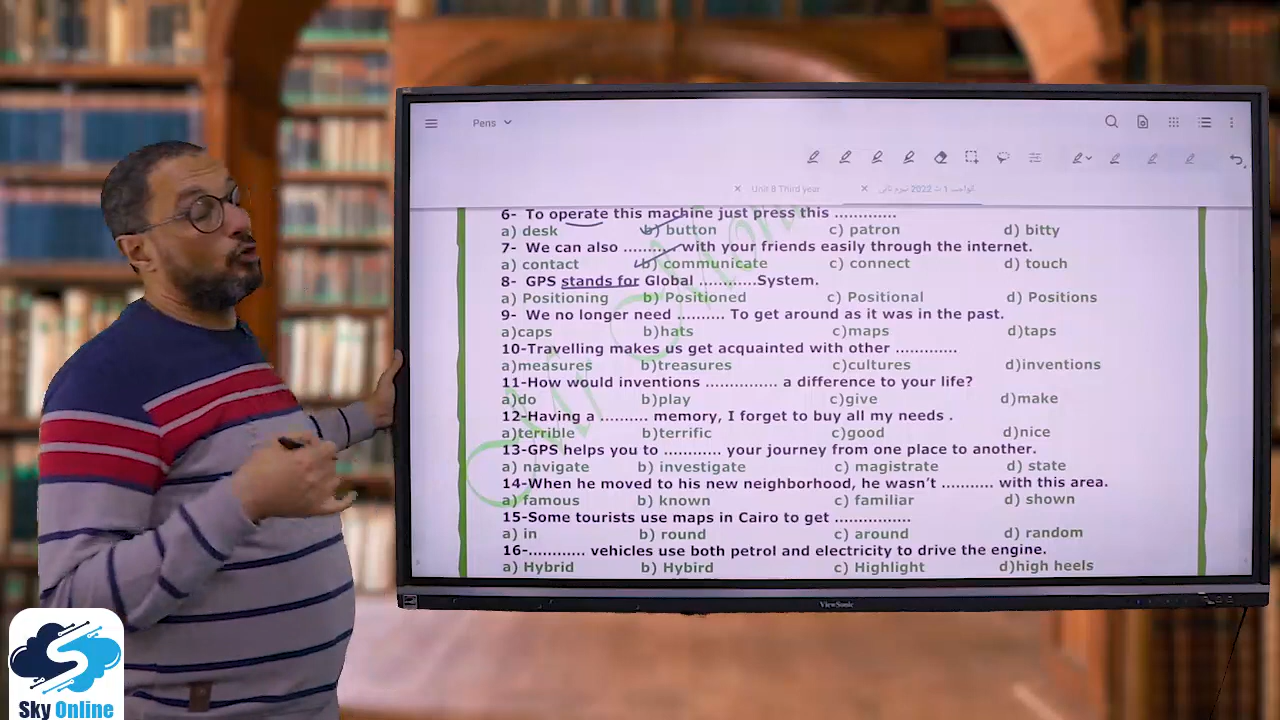 Pens
Unit 8 Third year
6- To operate this machine just press this .............
a) desk b) button c) patron d) bitty
7- We can also ........... with your friends easily through the internet.
a) contact b) communicate c) connect d) touch
8- GPS stands for Global ............System.
a) Positioning b) Positioned c) Positional d) Positions
9- We no longer need .......... To get around as it was in the past.
a)caps b)hats c)maps d)taps
10-Travelling makes us get acquainted with other .............
a)measures b)treasures c)cultures d)inventions
11-How would inventions ............... a difference to your life?
a)do b)play c)give d)make
12-Having a .......... memory, I forget to buy all my needs .
a)terrible b)terrific c)good d)nice
13-GPS helps you to ............ your journey from one place to another.
a) navigate b) investigate c) magistrate d) state
14-When he moved to his new neighborhood, he wasn't ........... with this area.
a) famous b) known c) familiar d) shown
15-Some tourists use maps in Cairo to get ................
a) in b) round c) around d) random
16-............ vehicles use both petrol and electricity to drive the engine.
a) Hybrid b) Hybird c) Highlight d)high heels
ViewSonic
Sky Online